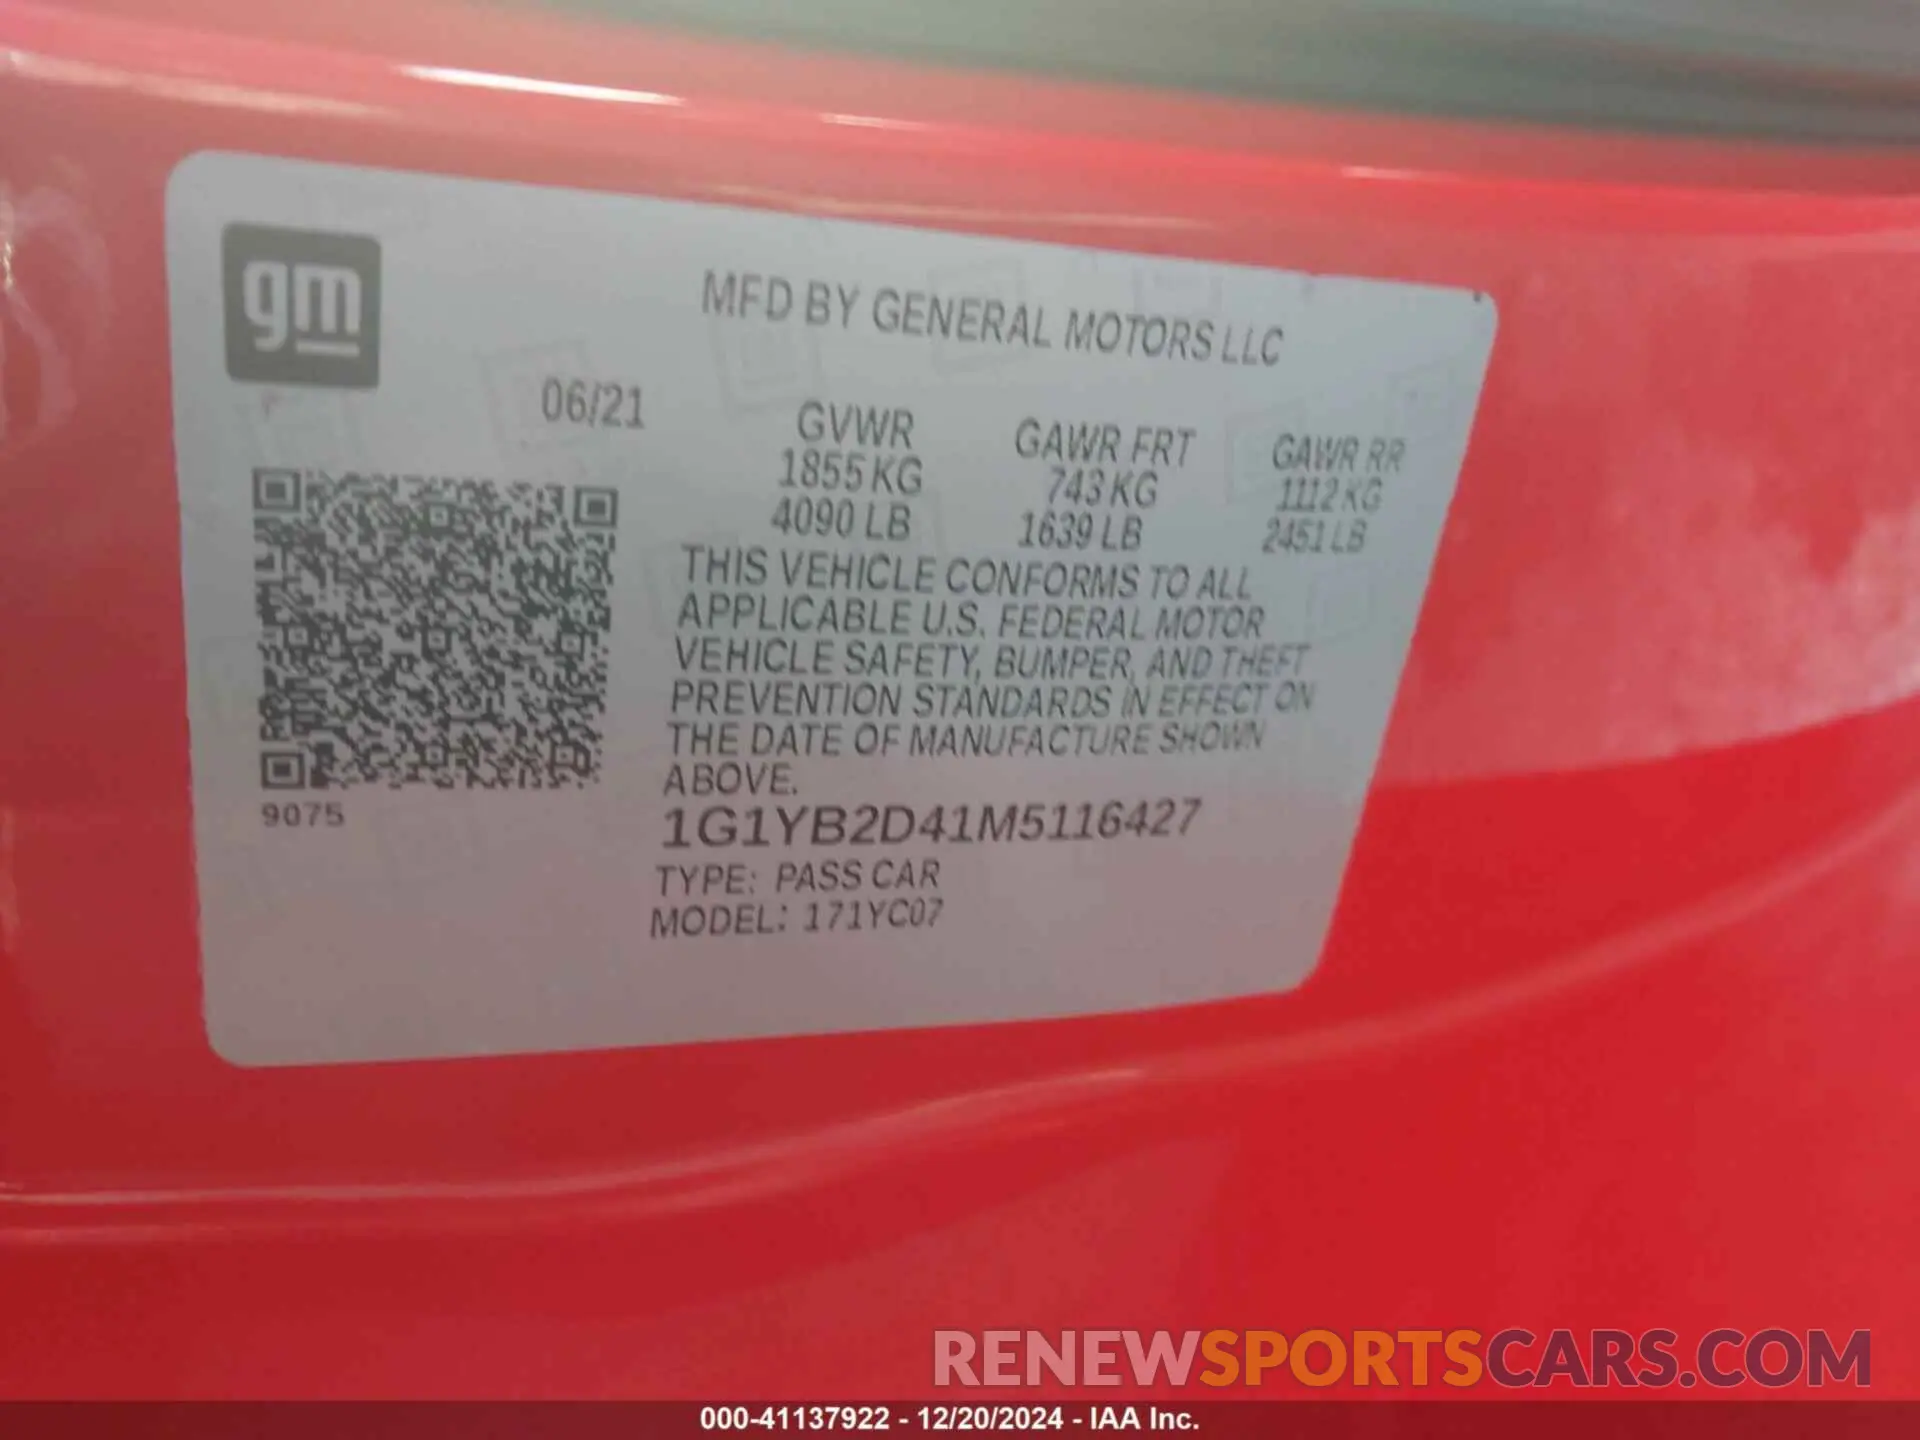 gm
MFD BY GENERAL MOTORS LLC
06/21
GVWR GAWR FRT GAWR RR
1855 KG 743 KG 1112 KG
4090 LB 1639 LB 2451 LB
THIS VEHICLE CONFORMS TO ALL
APPLICABLE U.S. FEDERAL MOTOR
VEHICLE SAFETY, BUMPER, AND THEFT
PREVENTION STANDARDS IN EFFECT ON
THE DATE OF MANUFACTURE SHOWN
ABOVE.
9075
1G1YB2D41M5116427
TYPE: PASS CAR
MODEL: 171YC07
RENEWSPORTSCARS.COM
000-41137922 - 12/20/2024 - IAA Inc.